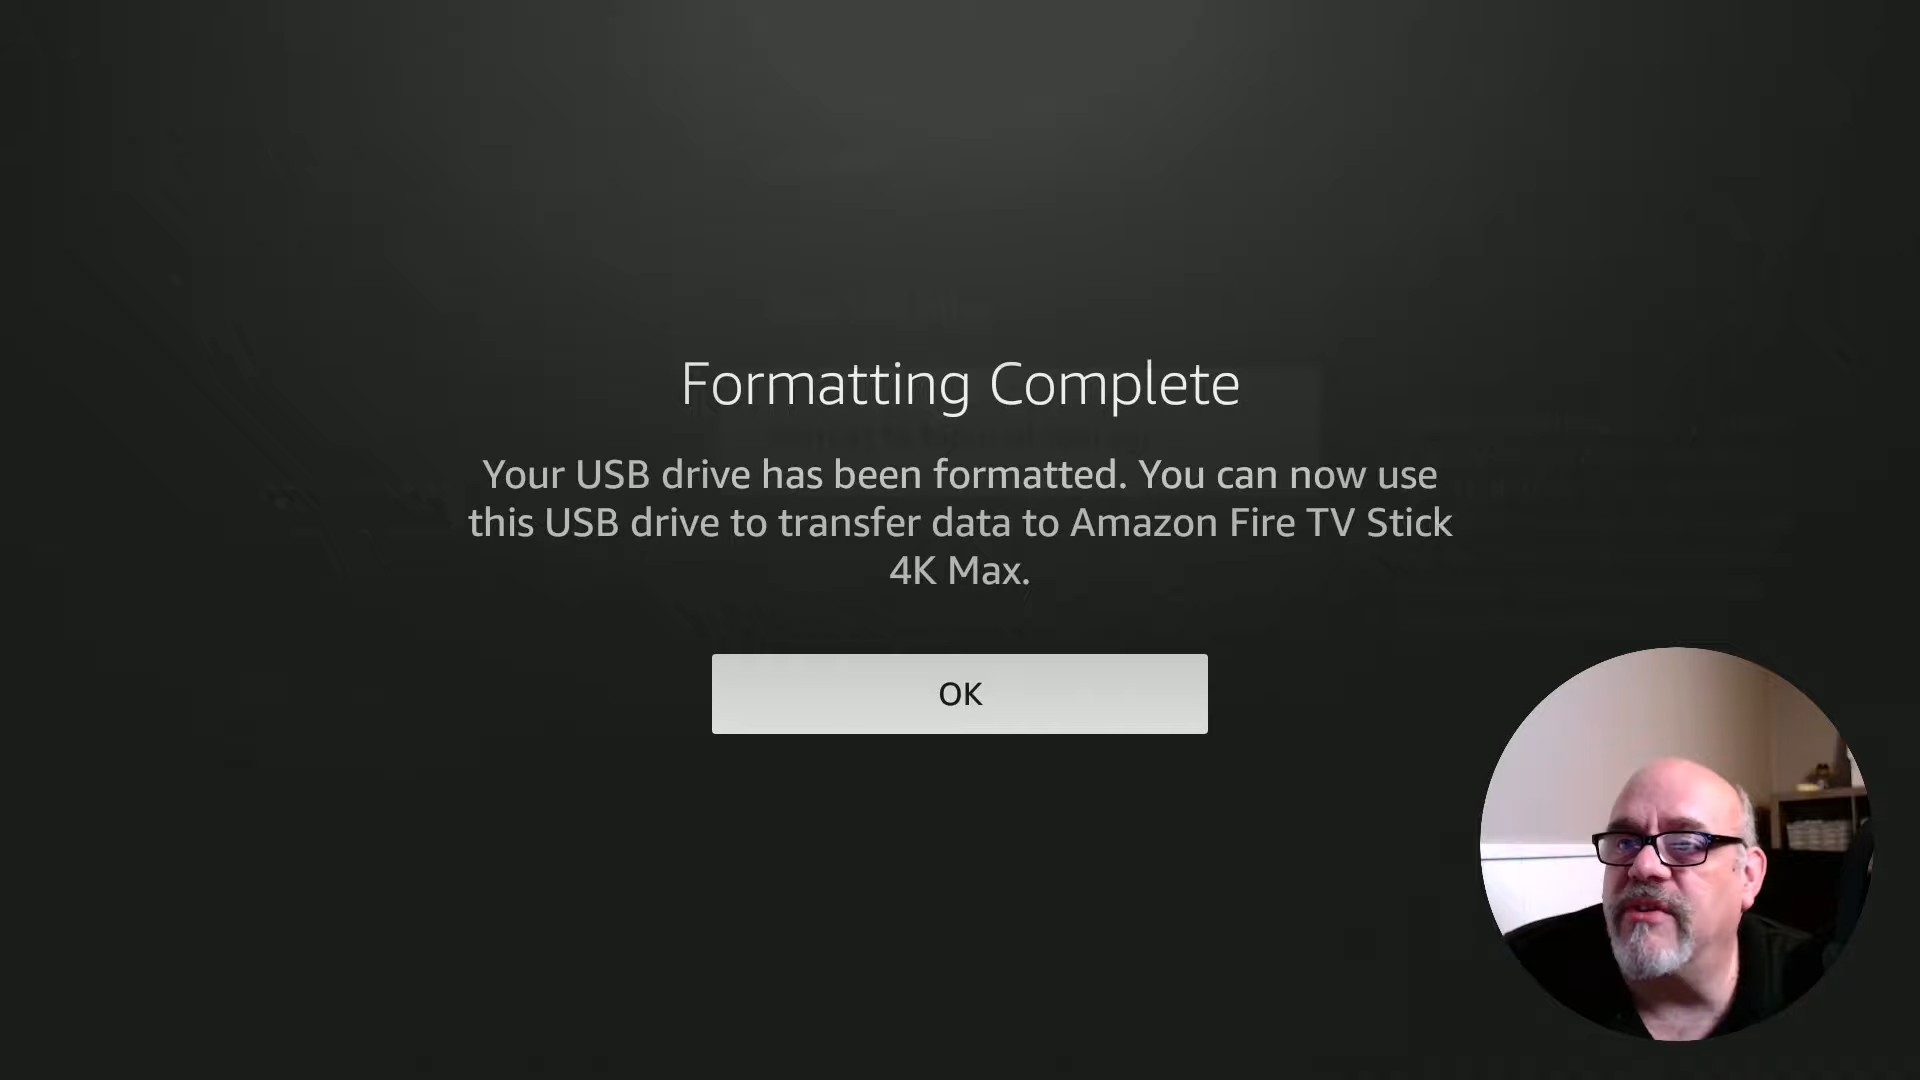 Formatting Complete
Your USB drive has been formatted. You can now use
this USB drive to transfer data to Amazon Fire TV Stick
4K Max.
OK